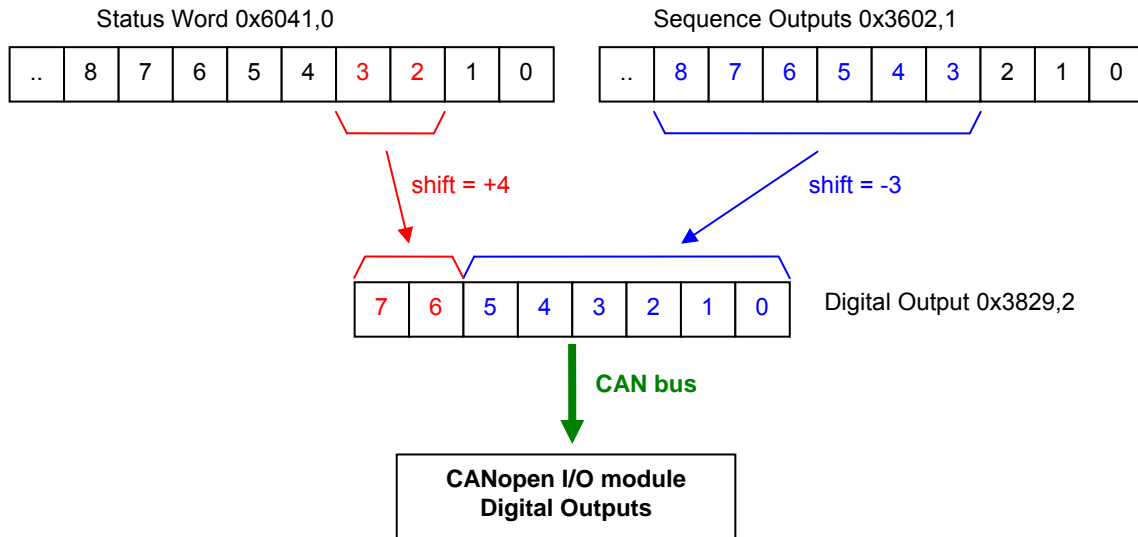 Status Word 0x6041,0
Sequence Outputs 0x3602,1
.. 8 7 6 5 4 3 2 1 0
.. 8 7 6 5 4 3 2 1 0
shift = +4
shift = -3
7 6 5 4 3 2 1 0
Digital Output 0x3829,2
CAN bus
CANopen I/O module
Digital Outputs